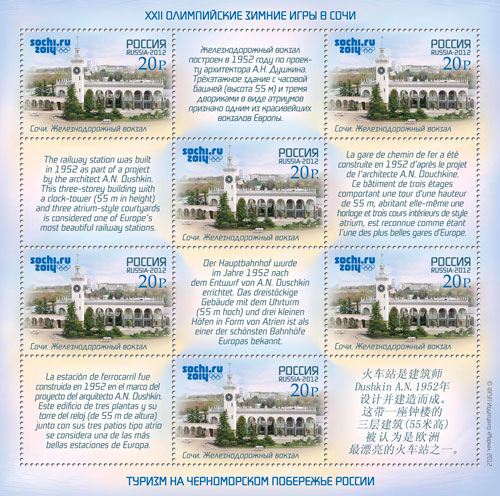 XXII ОЛИМПИЙСКИЕ ЗИМНИЕ ИГРЫ В СОЧИ
sochi.ru
2014
РОССИЯ
RUSSIA•2012
20Р
Сочи. Железнодорожный вокзал
Железнодорожный вокзал
построен в 1952 году по прое-
кту архитектора А.Н. Душкина.
Трёхэтажное здание с часовой
башней (высота 55 м) и тремя
двориками в виде атриумов
признано одним из красивейших
вокзалов Европы.
sochi.ru
2014
РОССИЯ
RUSSIA•2012
20Р
Сочи. Железнодорожный вокзал
The railway station was built
in 1952 as part of a project
by the architect A.N. Dushkin.
This three-storey building with
a clock-tower (55 m in height)
and three atrium-style courtyards
is considered one of Europe's
most beautiful railway stations.
sochi.ru
2014
РОССИЯ
RUSSIA•2012
20Р
Сочи. Железнодорожный вокзал
La gare de chemin de fer a été
construite en 1952 d'après le projet
de l'architecte A.N. Douchkine.
Ce bâtiment de trois étages
comportant une tour d'une hauteur
de 55 m, abritant elle-même une
horloge et trois cours intérieurs de style
atrium, est reconnue comme étant
l'une des plus belles gares d'Europe.
sochi.ru
2014
РОССИЯ
RUSSIA•2012
20Р
Сочи. Железнодорожный вокзал
Der Hauptbahnhof wurde
im Jahre 1952 nach
dem Entwurf von A.N. Duschkin
errichtet. Das dreistöckige
Gebäude mit dem Uhrturm
(55 m hoch) und drei kleinen
Höfen in Form von Atrien ist als
einer der schönsten Bahnhöfe
Europas bekannt.
sochi.ru
2014
РОССИЯ
RUSSIA•2012
20Р
Сочи. Железнодорожный вокзал
La estación de ferrocarril fue
construida en 1952 en el marco del
proyecto del arquitecto A.N. Dushkin.
Este edificio de tres plantas y su
torre del reloj (de 55 m de altura)
junto con sus tres patios tipo atrio
se considera una de las más
bellas estaciones de Europa.
sochi.ru
2014
РОССИЯ
RUSSIA•2012
20Р
Сочи. Железнодорожный вокзал
火车站是建筑师
Dushkin A.N. 1952年
设计并建造而成。
这带一座钟楼的
三层建筑(55米高)
被认为是欧洲
最漂亮的火车站之一。
ТУРИЗМ НА ЧЕРНОМОРСКОМ ПОБЕРЕЖЬЕ РОССИИ